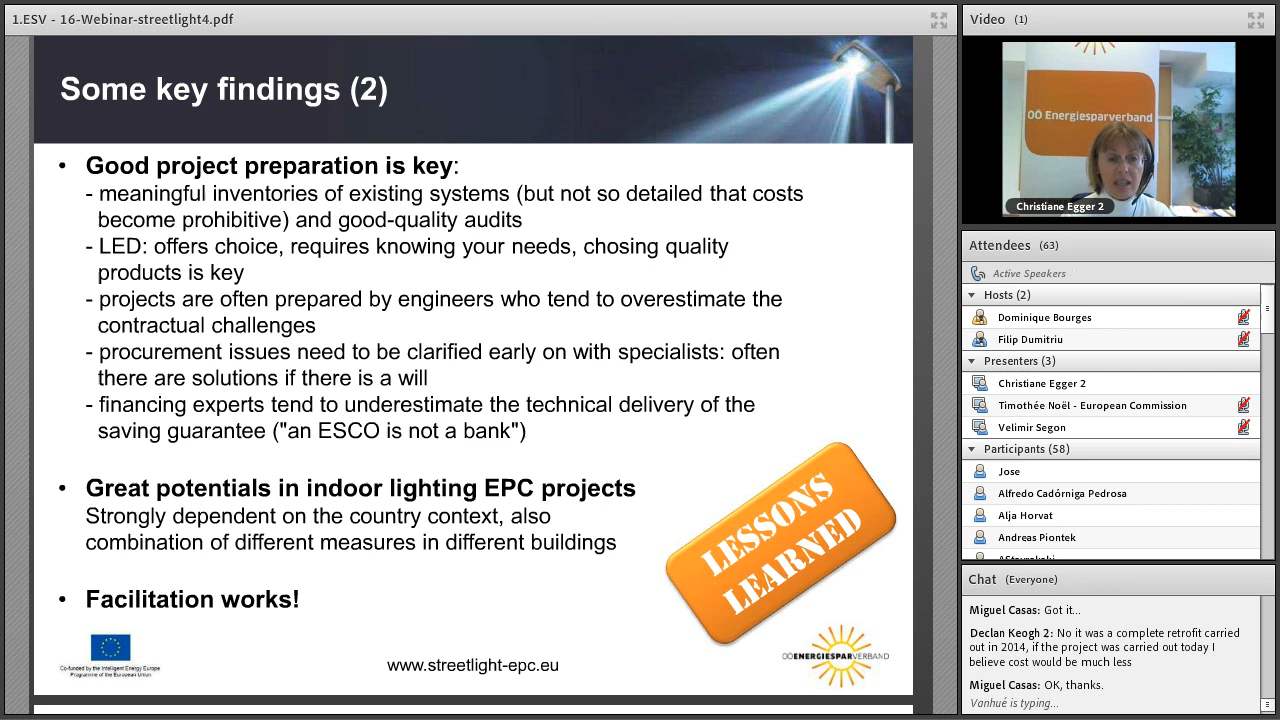 1.ESV - 16-Webinar-streetlight4.pdf
Some key findings (2)
• Good project preparation is key:
- meaningful inventories of existing systems (but not so detailed that costs
become prohibitive) and good-quality audits
- LED: offers choice, requires knowing your needs, chosing quality
products is key
- projects are often prepared by engineers who tend to overestimate the
contractual challenges
- procurement issues need to be clarified early on with specialists: often
there are solutions if there is a will
- financing experts tend to underestimate the technical delivery of the
saving guarantee ("an ESCO is not a bank")
• Great potentials in indoor lighting EPC projects
Strongly dependent on the country context, also
combination of different measures in different buildings
• Facilitation works!
LESSONS
LEARNED
Co-funded by the Intelligent Energy Europe
Programme of the European Union
www.streetlight-epc.eu
OÖENERGIESPARVERBAND
Video (1)
OÖ Energiesparverband
Christiane Egger 2
Attendees (63)
Active Speakers
Hosts (2)
Dominique Bourges
Filip Dumitriu
Presenters (3)
Christiane Egger 2
Timothée Noël - European Commission
Velimir Segon
Participants (58)
Jose
Alfredo Cadórniga Pedrosa
Alja Horvat
Andreas Piontek
Chat (Everyone)
Miguel Casas: Got it...
Declan Keogh 2: No it was a complete retrofit carried
out in 2014, if the project was carried out today I
believe cost would be much less
Miguel Casas: OK, thanks.
Vanhué is typing...